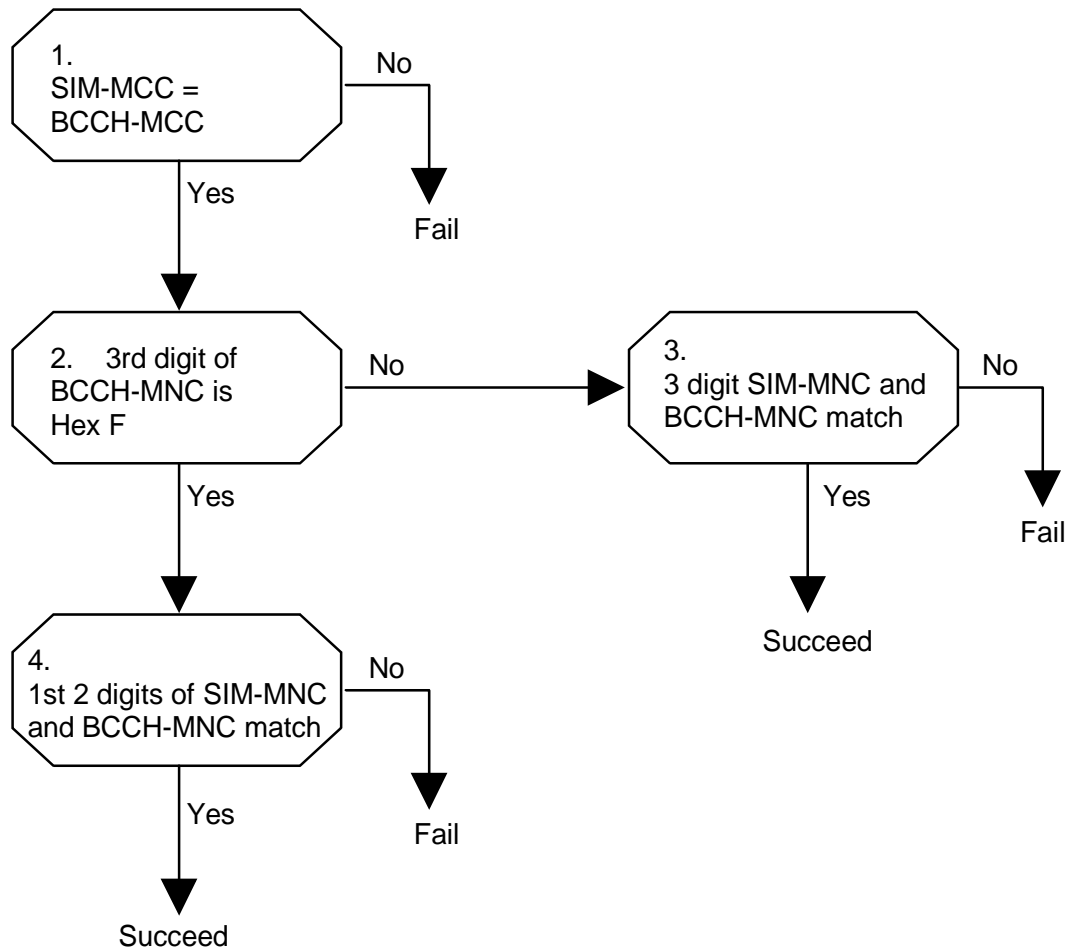 1.
SIM-MCC =
BCCH-MCC
No
Yes
Fail
2. 3rd digit of
BCCH-MNC is
Hex F
No
3.
3 digit SIM-MNC and
BCCH-MNC match
No
Yes
Yes
Fail
Succeed
4.
1st 2 digits of SIM-MNC
and BCCH-MNC match
No
Yes
Fail
Succeed